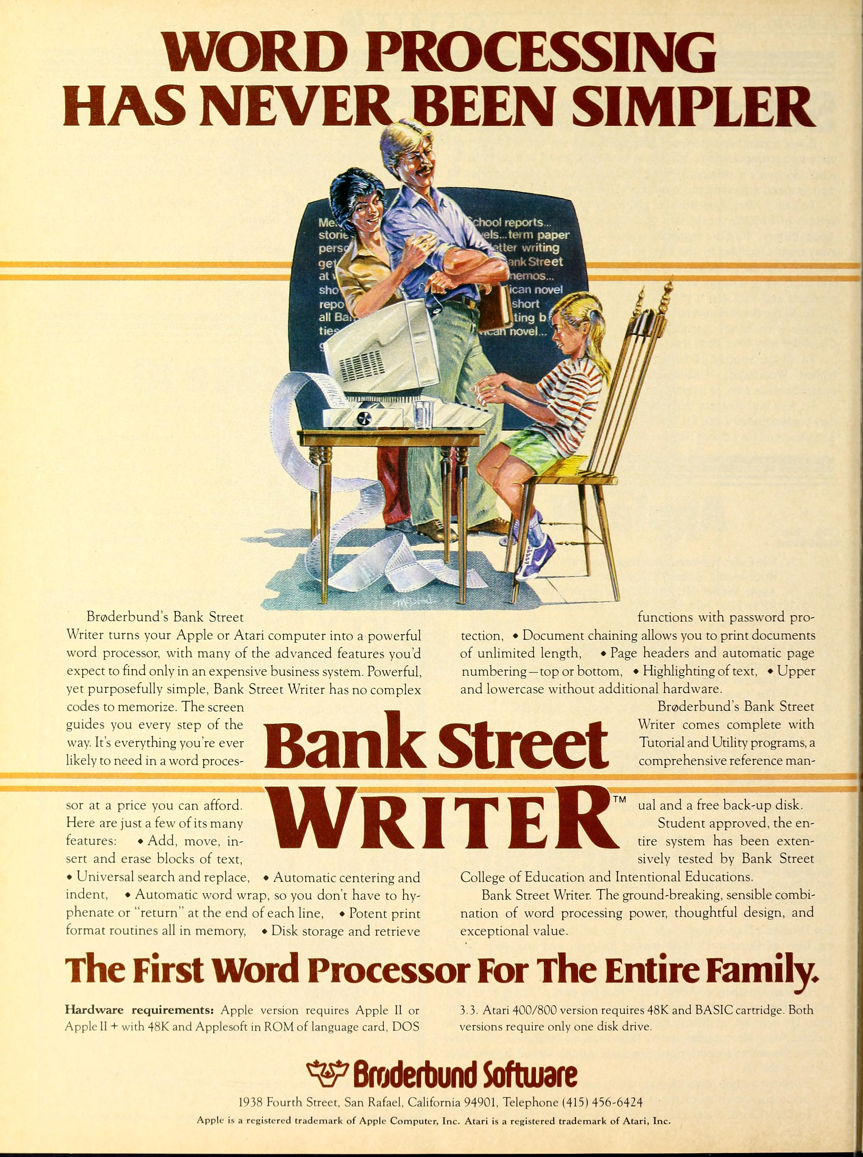 WORD PROCESSING
HAS NEVER BEEN SIMPLER
School reports...
storie
term paper
perso
etter writing
get
ank Street
at
nemos...
sho
ican novel
repo
short
all Ba
ting b
ties
can novel...
Brøderbund's Bank Street
Writer turns your Apple or Atari computer into a powerful
word processor, with many of the advanced features you'd
expect to find only in an expensive business system. Powerful,
yet purposefully simple, Bank Street Writer has no complex
codes to memorize. The screen
guides you every step of the
way. It's everything you're ever
likely to need in a word proces-
sor at a price you can afford.
Here are just a few of its many
features: ♦ Add, move, in-
sert and erase blocks of text,
♦ Universal search and replace, ♦ Automatic centering and
indent, ♦ Automatic word wrap, so you don't have to hy-
phenate or "return" at the end of each line, ♦ Potent print
format routines all in memory, ♦ Disk storage and retrieve
functions with password pro-
tection, ♦ Document chaining allows you to print documents
of unlimited length, ♦ Page headers and automatic page
numbering—top or bottom, ♦ Highlighting of text, ♦ Upper
and lowercase without additional hardware.
Brøderbund's Bank Street
Writer comes complete with
Tutorial and Utility programs, a
comprehensive reference man-
ual and a free back-up disk.
Student approved, the en-
tire system has been exten-
sively tested by Bank Street
College of Education and Intentional Educations.
Bank Street Writer. The ground-breaking, sensible combi-
nation of word processing power, thoughtful design, and
exceptional value.
Bank Street
WRITER™
The First Word Processor For The Entire Family.
Hardware requirements: Apple version requires Apple II or
Apple II + with 48K and Applesoft in ROM of language card, DOS
3.3. Atari 400/800 version requires 48K and BASIC cartridge. Both
versions require only one disk drive.
Brøderbund Software
1938 Fourth Street, San Rafael, California 94901, Telephone (415) 456-6424
Apple is a registered trademark of Apple Computer, Inc. Atari is a registered trademark of Atari, Inc.